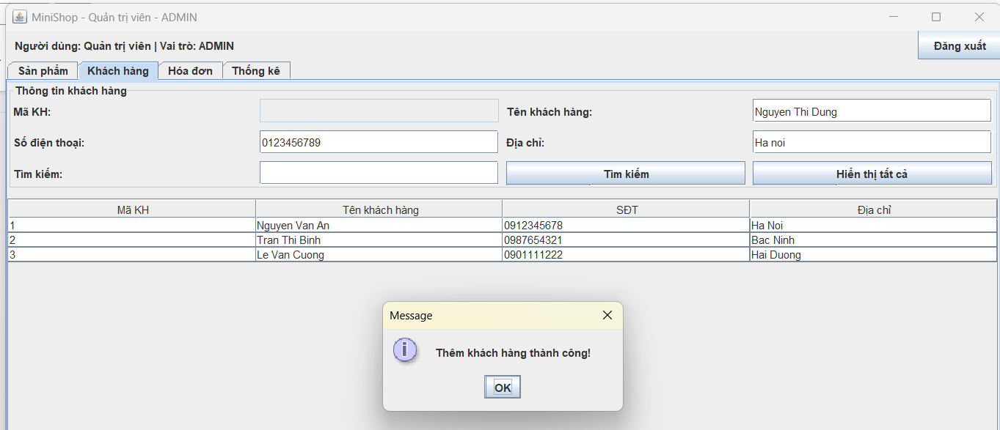 MiniShop - Quản trị viên - ADMIN
Người dùng: Quản trị viên | Vai trò: ADMIN
Đăng xuất
Sản phẩm Khách hàng Hóa đơn Thống kê
Thông tin khách hàng
Mã KH: Tên khách hàng: Nguyen Thi Dung
Số điện thoại: 0123456789 Địa chỉ: Ha noi
Tìm kiếm: Tìm kiếm Hiển thị tất cả
Mã KH Tên khách hàng SĐT Địa chỉ
1 Nguyen Van An 0912345678 Ha Noi
2 Tran Thi Binh 0987654321 Bac Ninh
3 Le Van Cuong 0901111222 Hai Duong
Message
Thêm khách hàng thành công!
OK